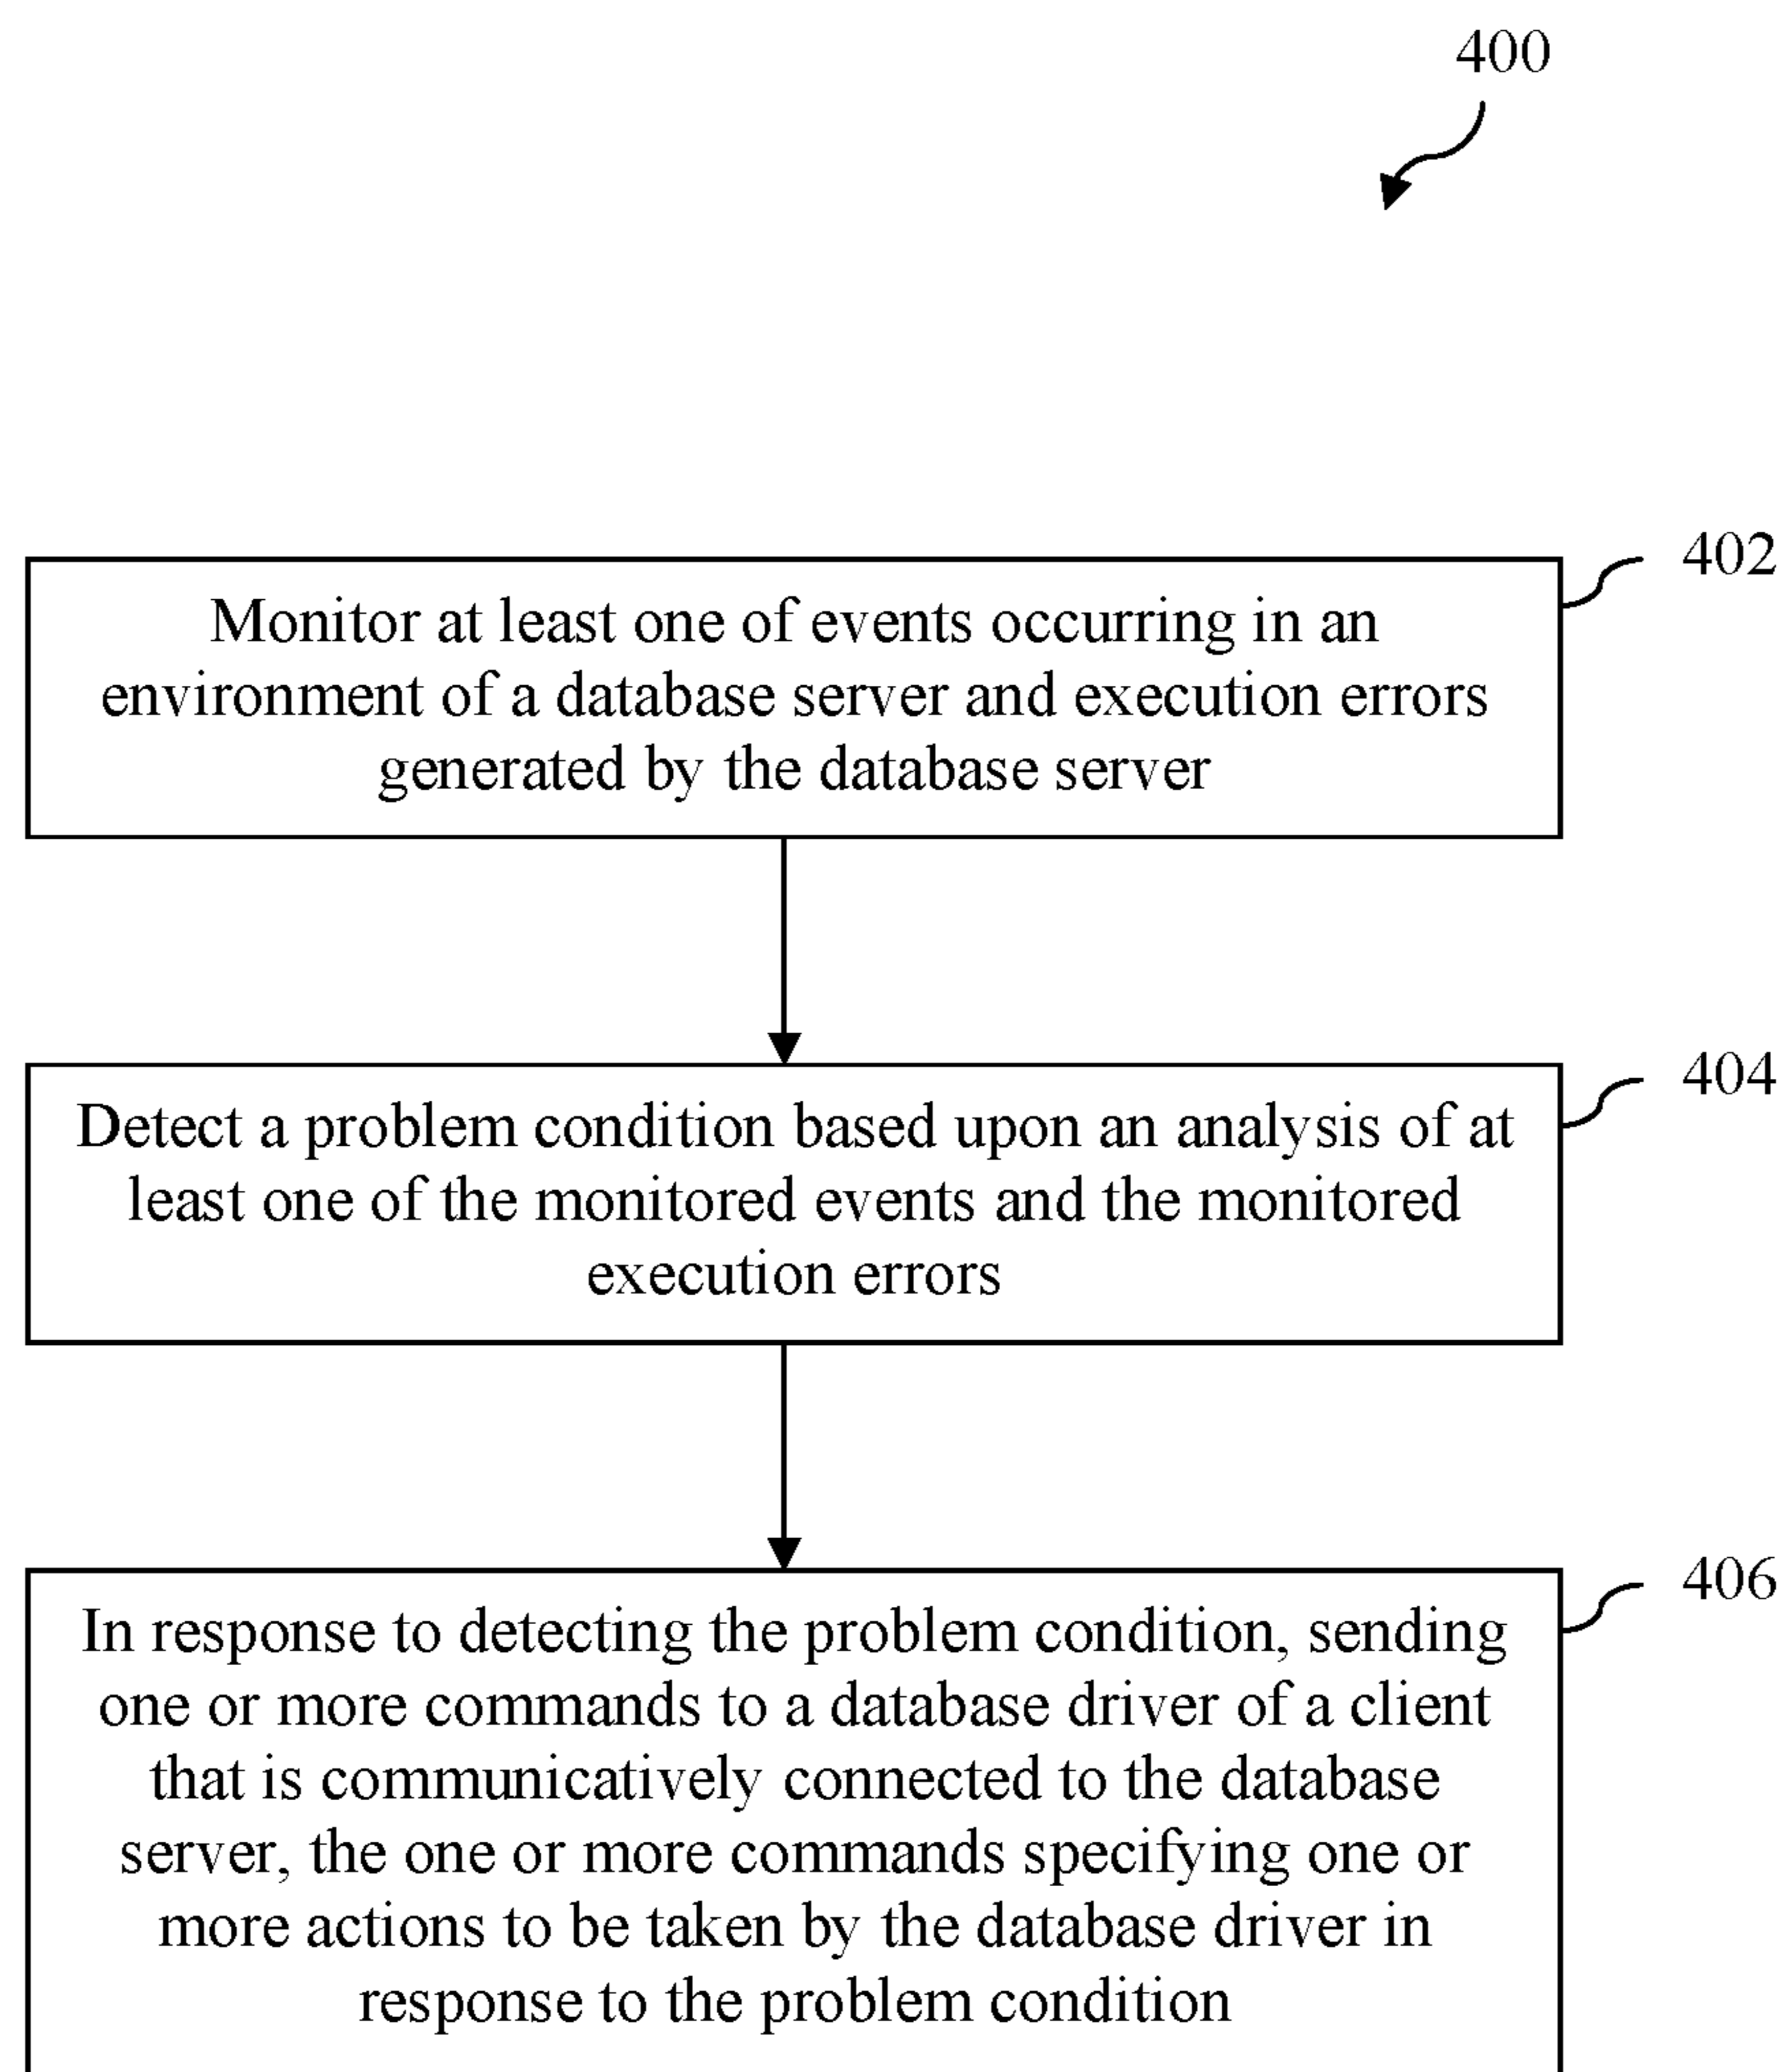 400
402
Monitor at least one of events occurring in an
environment of a database server and execution errors
generated by the database server
404
Detect a problem condition based upon an analysis of at
least one of the monitored events and the monitored
execution errors
406
In response to detecting the problem condition, sending
one or more commands to a database driver of a client
that is communicatively connected to the database
server, the one or more commands specifying one or
more actions to be taken by the database driver in
response to the problem condition